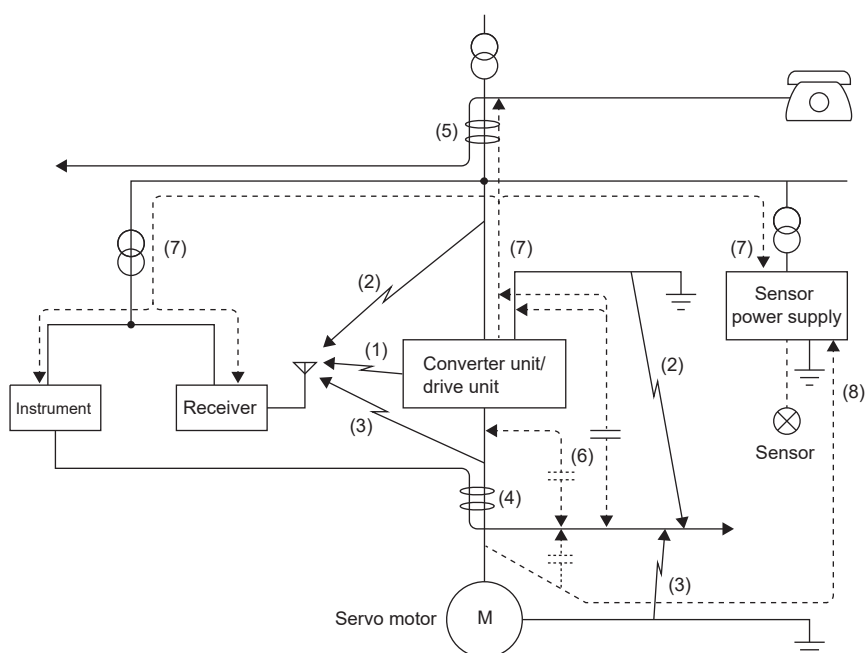 (5)
(7)
(7)
(7)
(2)
Sensor
power supply
(1)
Converter unit/
drive unit
(2)
Instrument
Receiver
(3)
(8)
(6)
Sensor
(4)
(3)
Servo motor
M